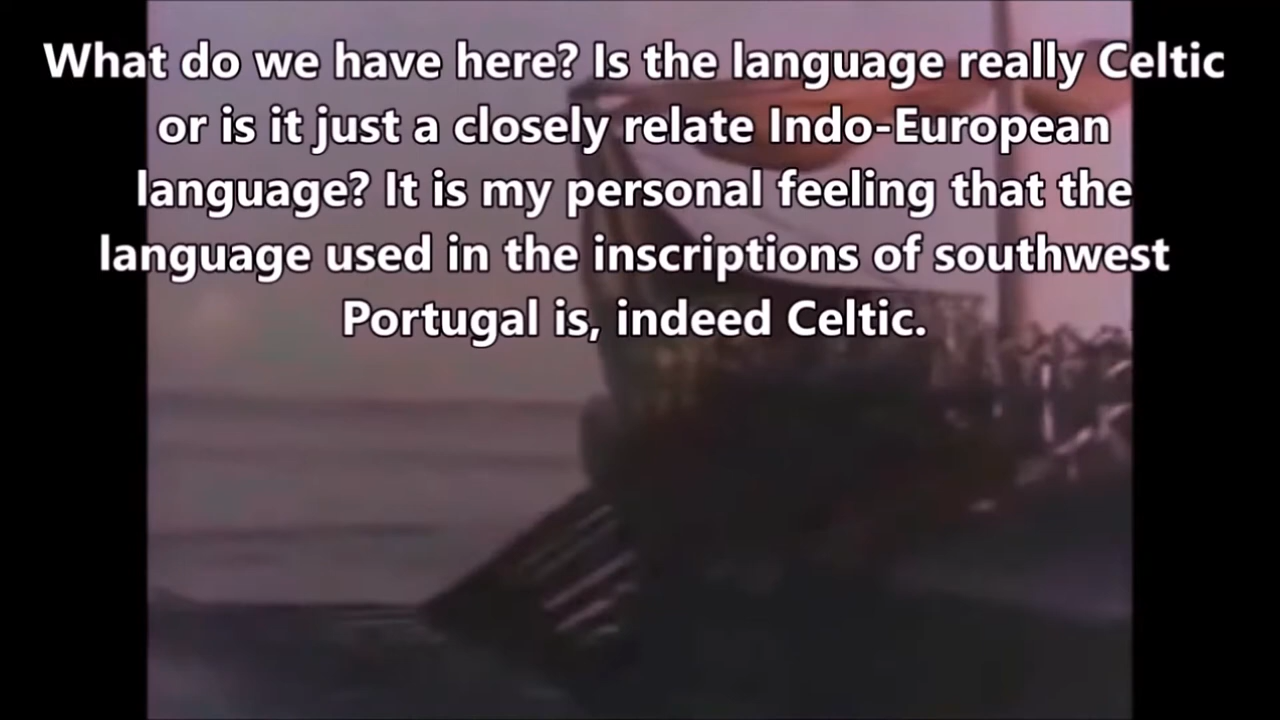 What do we have here? Is the language really Celtic
or is it just a closely relate Indo-European
language? It is my personal feeling that the
language used in the inscriptions of southwest
Portugal is, indeed Celtic.